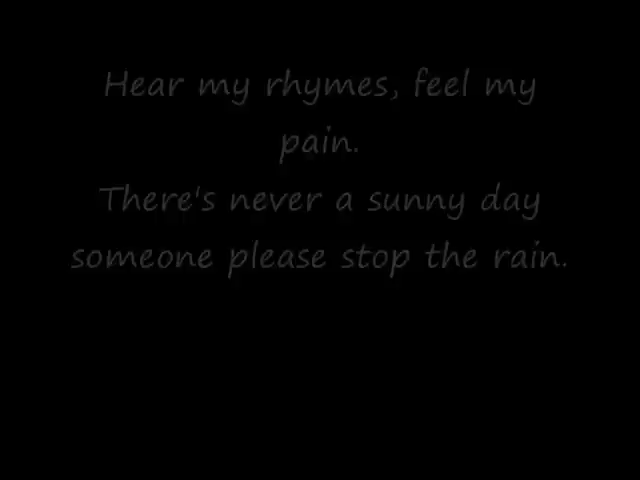 Hear my rhymes, feel my
pain.
There's never a sunny day
someone please stop the rain.